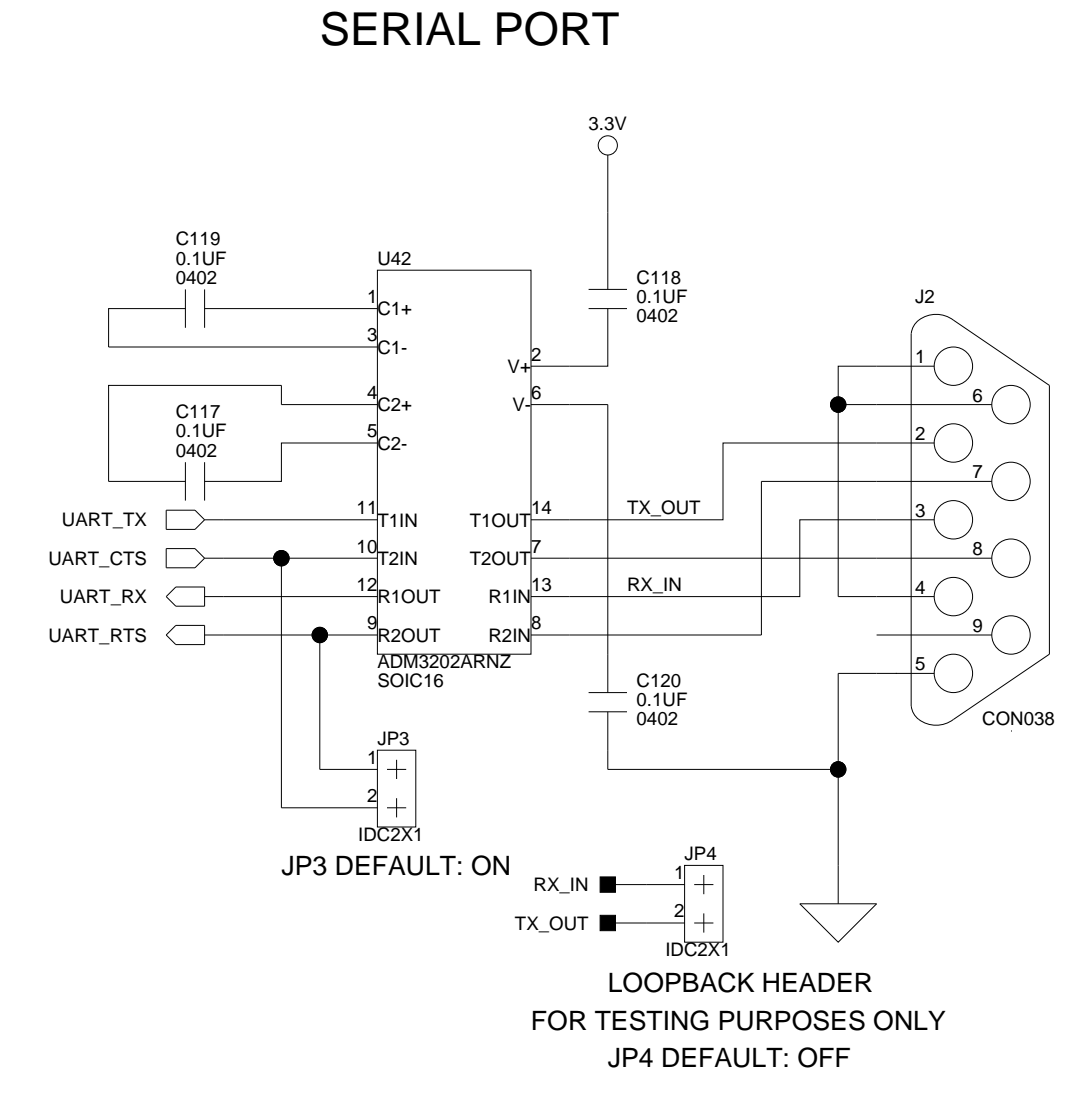 SERIAL PORT
3.3V
C119
0.1UF
0402
U42
C118
0.1UF
0402
J2
1
C1+
3
C1-
2
V+
4
C2+
6
V-
C117
0.1UF
0402
5
C2-
1
6
2
7
3
8
4
9
5
UART_TX
11
T1IN
T1OUT
14
TX_OUT
UART_CTS
10
T2IN
T2OUT
7
UART_RX
12
R1OUT
R1IN
13
RX_IN
UART_RTS
9
R2OUT
R2IN
8
ADM3202ARNZ
SOIC16
C120
0.1UF
0402
CON038
JP3
1
2
IDC2X1
JP3 DEFAULT: ON
JP4
RX_IN
1
TX_OUT
2
IDC2X1
LOOPBACK HEADER
FOR TESTING PURPOSES ONLY
JP4 DEFAULT: OFF